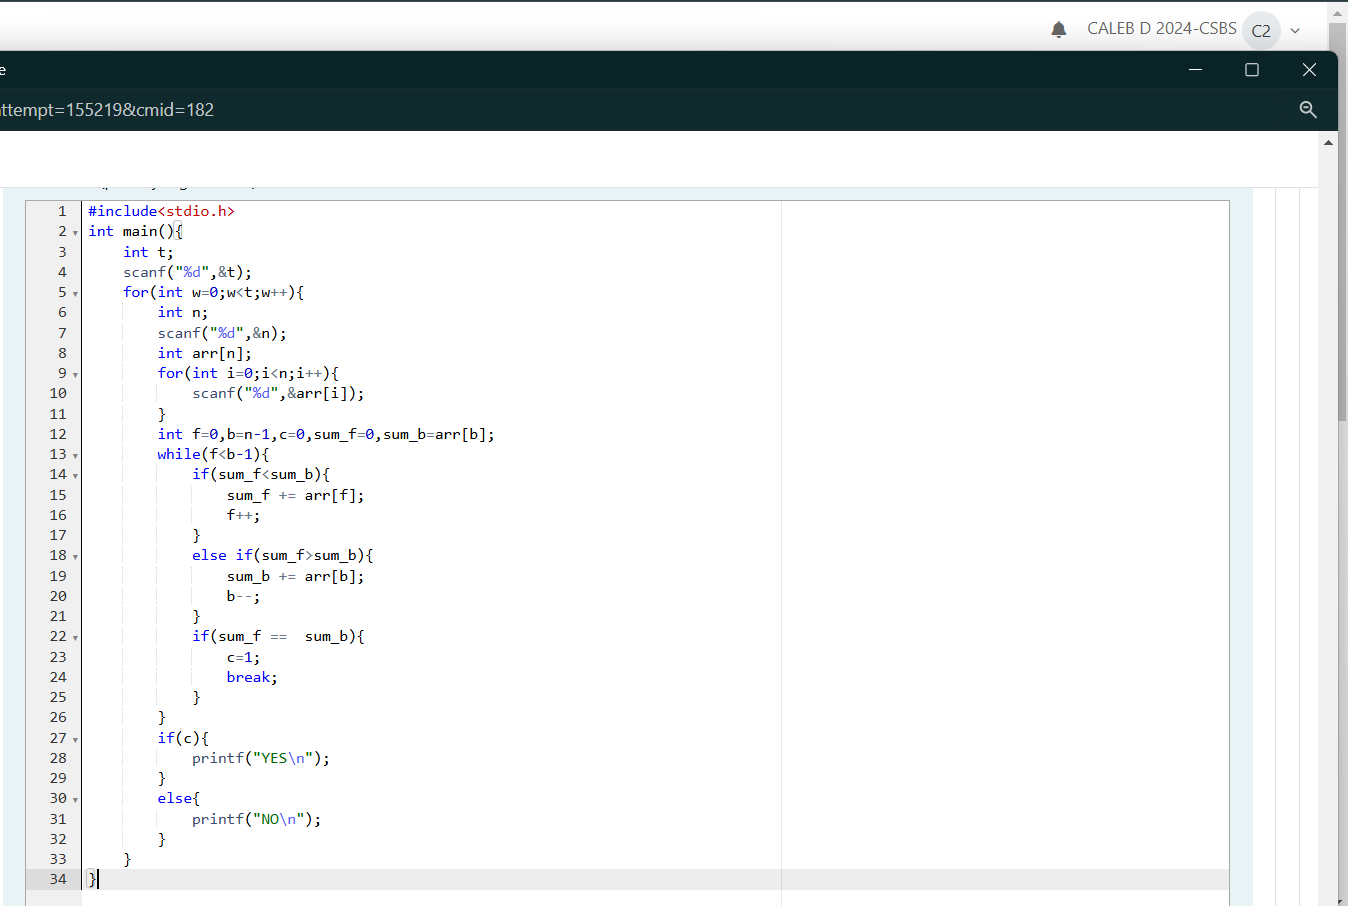 CALEB D 2024-CSBS C2
e
ttempt=155219&cmid=182
1 #include<stdio.h>
2 int main(){
3     int t;
4     scanf("%d",&t);
5     for(int w=0;w<t;w++){
6         int n;
7         scanf("%d",&n);
8         int arr[n];
9         for(int i=0;i<n;i++){
10             scanf("%d",&arr[i]);
11         }
12         int f=0,b=n-1,c=0,sum_f=0,sum_b=arr[b];
13         while(f<b-1){
14             if(sum_f<sum_b){
15                 sum_f += arr[f];
16                 f++;
17             }
18             else if(sum_f>sum_b){
19                 sum_b += arr[b];
20                 b--;
21             }
22             if(sum_f ==  sum_b){
23                 c=1;
24                 break;
25             }
26         }
27         if(c){
28             printf("YES\n");
29         }
30         else{
31             printf("NO\n");
32         }
33     }
34 }